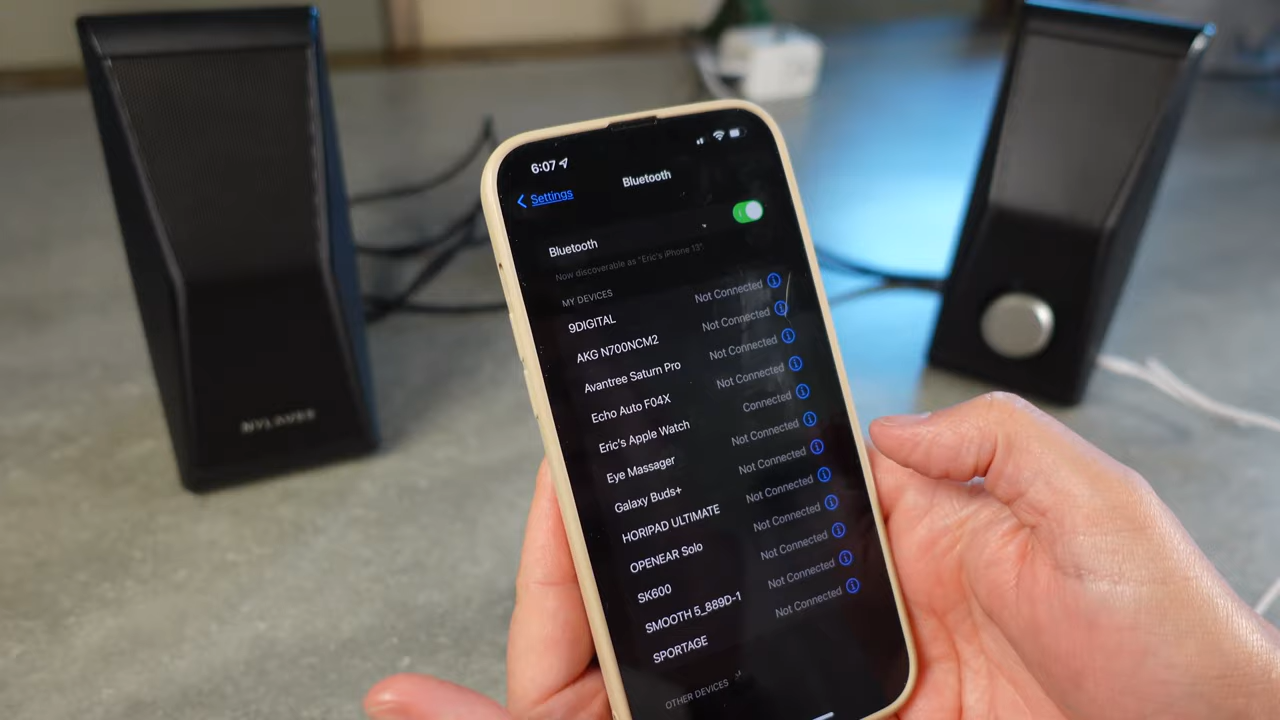 6:07
Settings
Bluetooth
Bluetooth
Now discoverable as "Eric's iPhone 13".
MY DEVICES
9DIGITAL Not Connected
AKG N700NCM2 Not Connected
Avantree Saturn Pro Not Connected
Echo Auto F04X Not Connected
Eric's Apple Watch Connected
Eye Massager Not Connected
Galaxy Buds+ Not Connected
HORIPAD ULTIMATE Not Connected
OPENEAR Solo Not Connected
SK600 Not Connected
SMOOTH 5_889D-1 Not Connected
SPORTAGE Not Connected
OTHER DEVICES